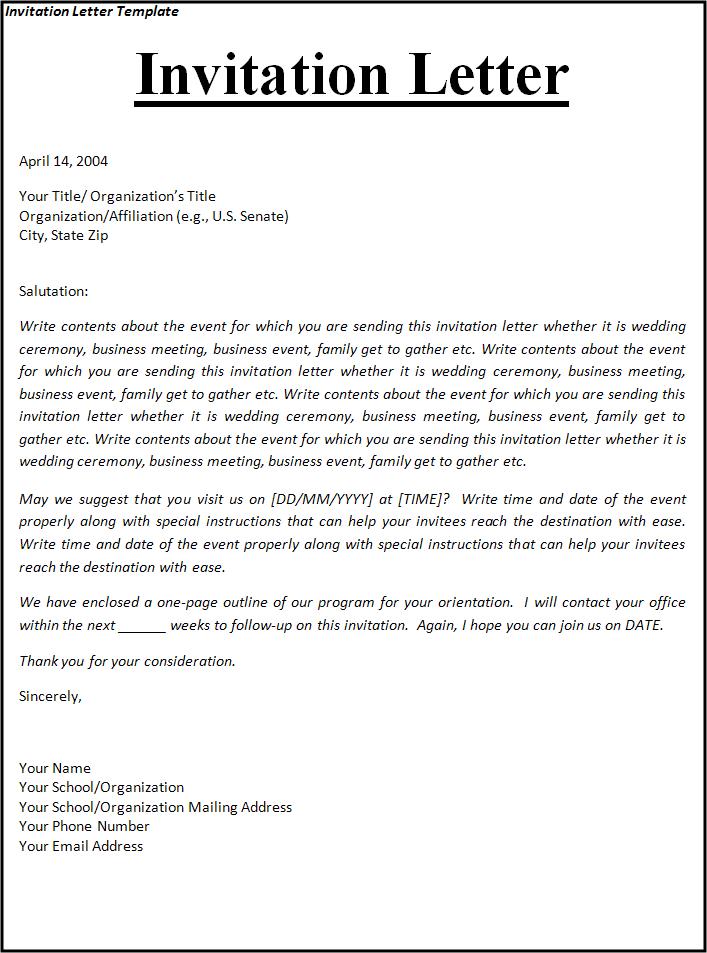 Invitation Letter Template
Invitation Letter
April 14, 2004
Your Title/ Organization's Title
Organization/Affiliation (e.g., U.S. Senate)
City, State Zip
Salutation:
Write contents about the event for which you are sending this invitation letter whether it is wedding
ceremony, business meeting, business event, family get to gather etc. Write contents about the event
for which you are sending this invitation letter whether it is wedding ceremony, business meeting,
business event, family get to gather etc. Write contents about the event for which you are sending this
invitation letter whether it is wedding ceremony, business meeting, business event, family get to
gather etc. Write contents about the event for which you are sending this invitation letter whether it is
wedding ceremony, business meeting, business event, family get to gather etc.
May we suggest that you visit us on [DD/MM/YYYY] at [TIME]?  Write time and date of the event
properly along with special instructions that can help your invitees reach the destination with ease.
Write time and date of the event properly along with special instructions that can help your invitees
reach the destination with ease.
We have enclosed a one-page outline of our program for your orientation.  I will contact your office
within the next ______ weeks to follow-up on this invitation.  Again, I hope you can join us on DATE.
Thank you for your consideration.
Sincerely,
Your Name
Your School/Organization
Your School/Organization Mailing Address
Your Phone Number
Your Email Address